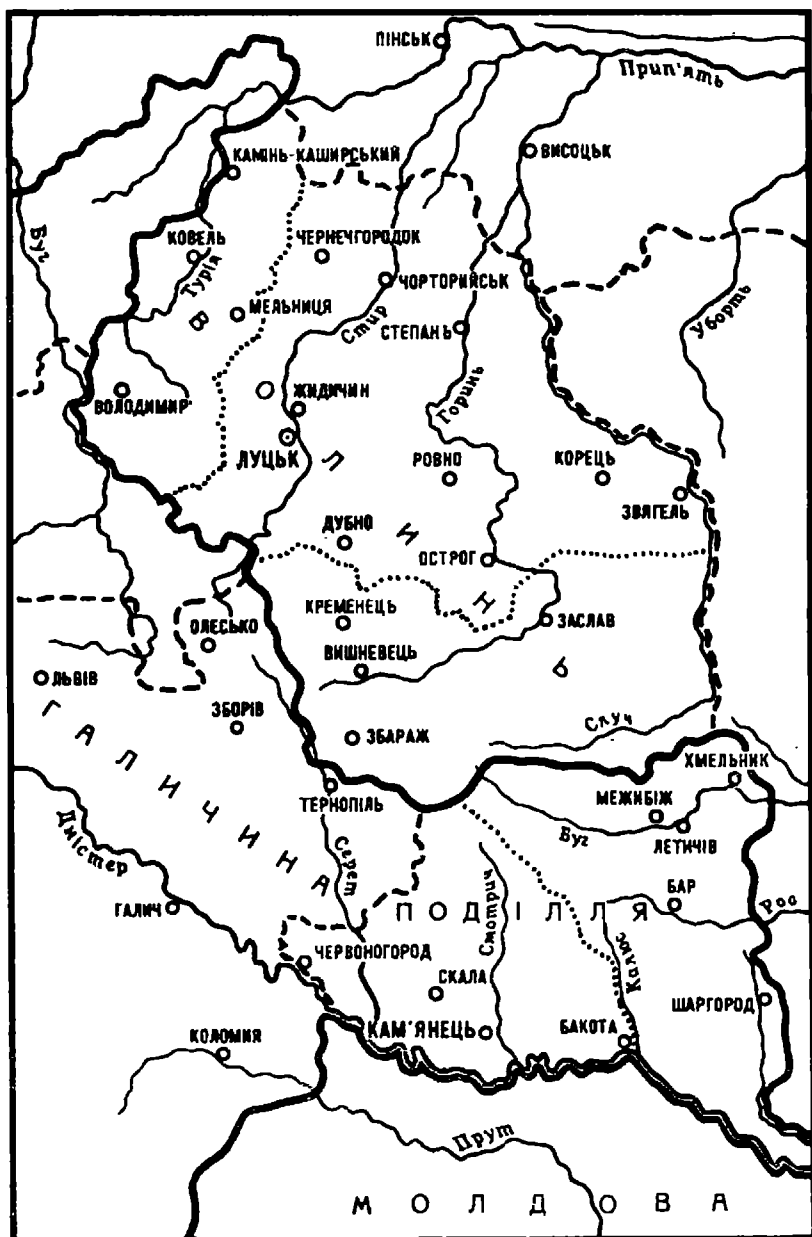 ПІНСЬК
Прип'ять
ВИСОЦЬК
КАМІНЬ-КАШИРСЬКИЙ
Буг
КОВЕЛЬ
ЧЕРНЕЧГОРОДОК
Турія
ЧОРТОРИЙСЬК
МЕЛЬНИЦЯ
Стир
СТЕПАНЬ
Уборть
ВОЛИНЬ
ВОЛОДИМИР
ЖИДИЧИН
Горинь
ЛУЦЬК
РОВНО
КОРЕЦЬ
ЗВЯГЕЛЬ
ДУБНО
ОСТРОГ
КРЕМЕНЕЦЬ
ЗАСЛАВ
ОЛЕСЬКО
ВИШНЕВЕЦЬ
ЛЬВІВ
ГАЛИЧИНА
ЗБОРІВ
ЗБАРАЖ
Случ
ХМЕЛЬНИК
ТЕРНОПІЛЬ
МЕЖИБІЖ
Дністер
Буг
ЛЕТИЧІВ
Серет
БАР
ГАЛИЧ
ПОДІЛЛЯ
Рос
Смотрич
ЧЕРВОНОГОРОД
Калюс
СКАЛА
ШАРГОРОД
КОЛОМИЯ
КАМ'ЯНЕЦЬ
БАКОТА
Прут
МОЛДОВА